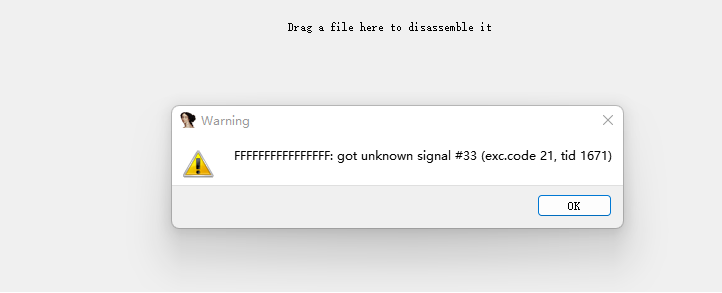 Drag a file here to disassemble it
Warning
FFFFFFFFFFFFFFFF: got unknown signal #33 (exc.code 21, tid 1671)
OK